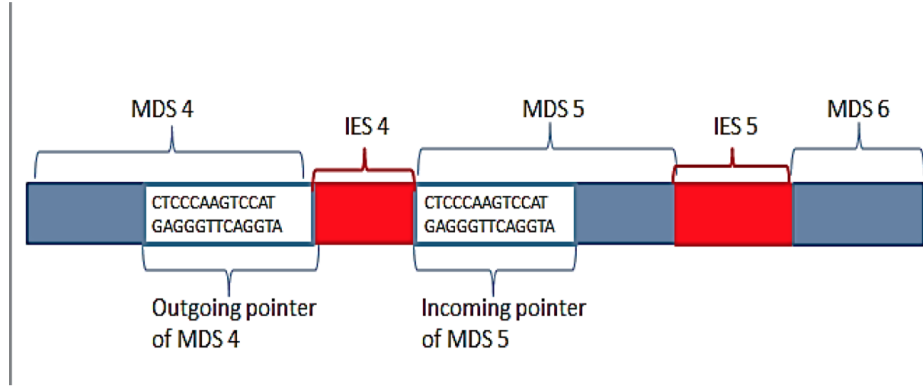 MDS 4
IES 4
MDS 5
IES 5
MDS 6
CTCCCAAGTCCAT
GAGGGTTCAGGTA
CTCCCAAGTCCAT
GAGGGTTCAGGTA
Outgoing pointer
of MDS 4
Incoming pointer
of MDS 5